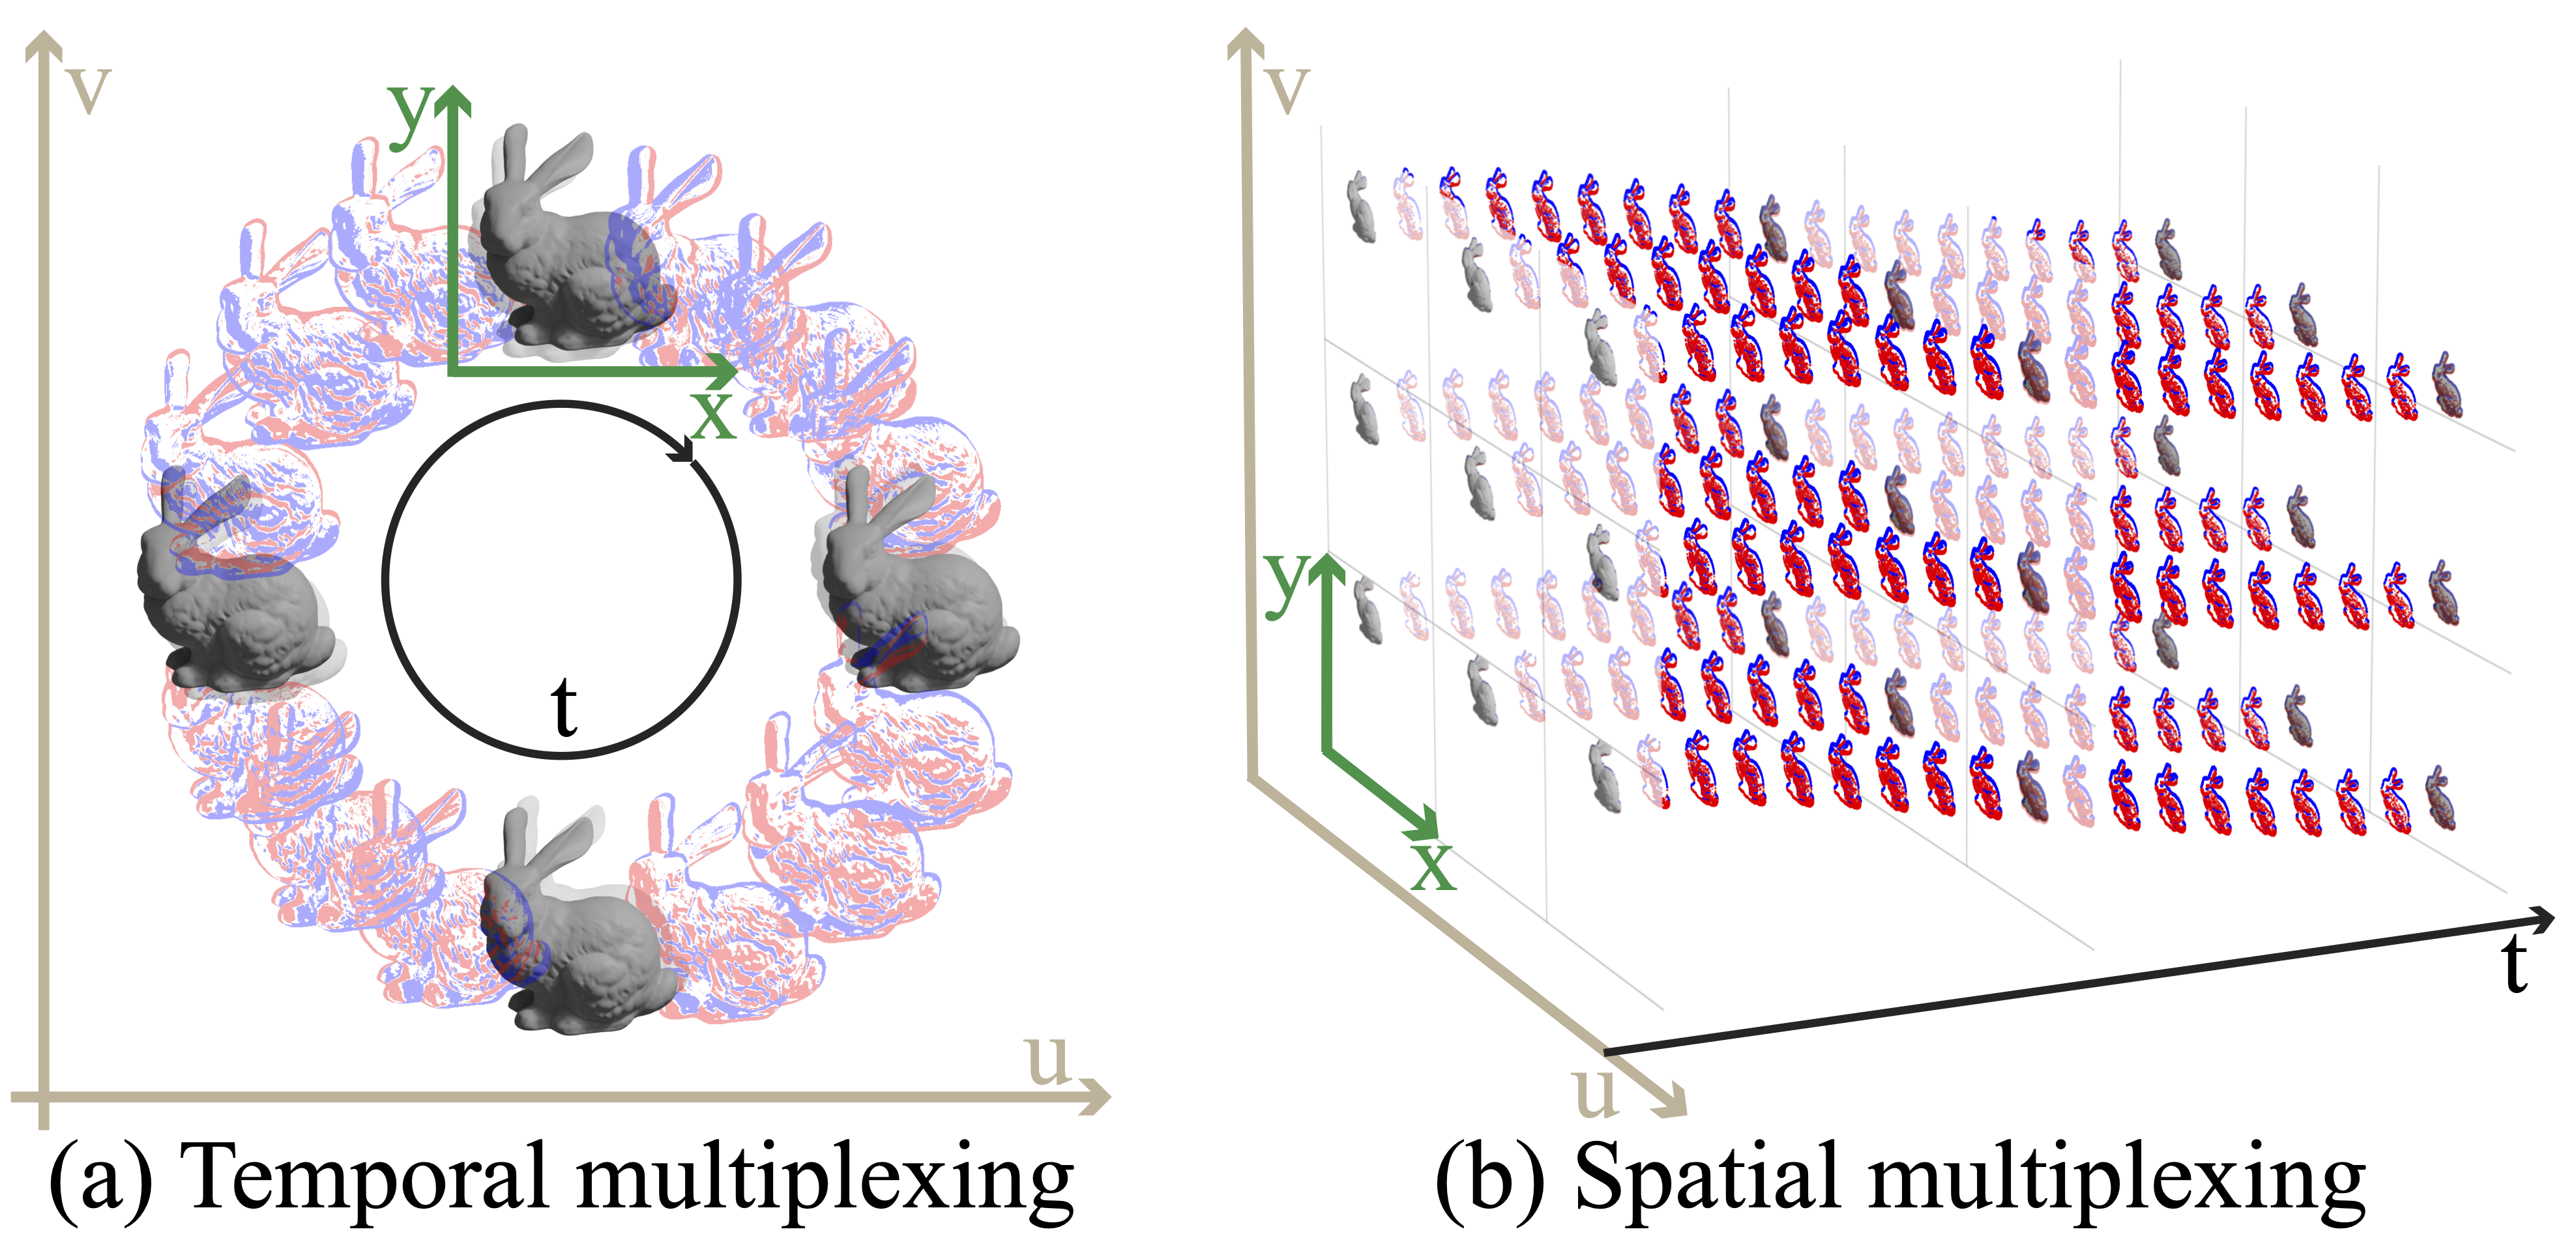 v
y
x
t
u
(a) Temporal multiplexing
v
y
x
t
u
(b) Spatial multiplexing